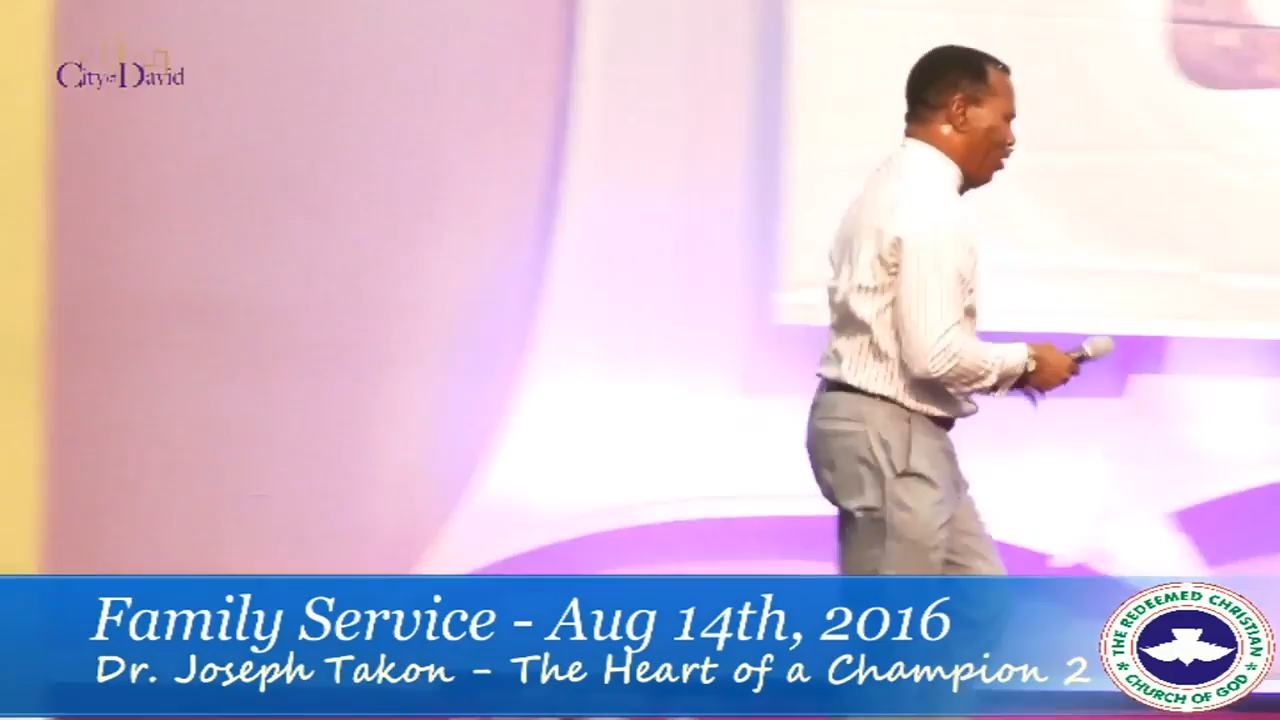 City of David
Family Service - Aug 14th, 2016
Dr. Joseph Takon - The Heart of a Champion 2
THE REDEEMED CHRISTIAN
CHURCH OF GOD